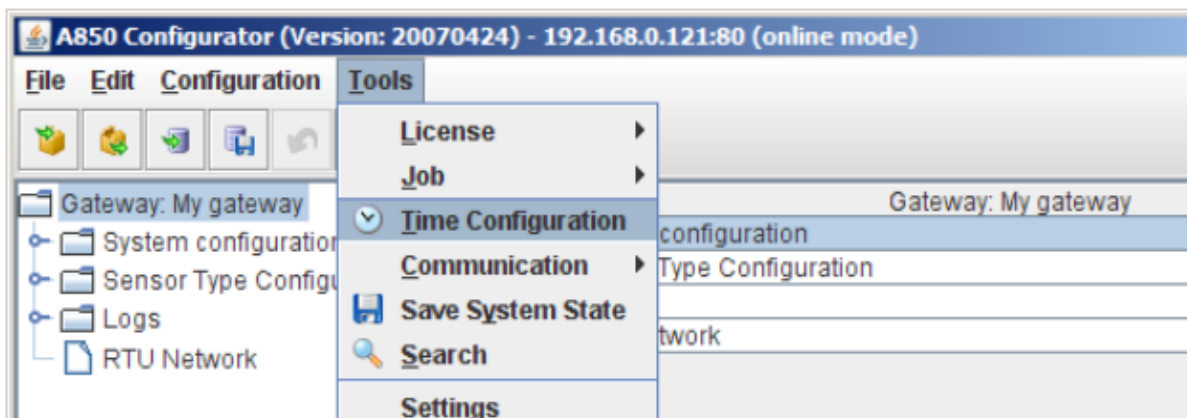 A850 Configurator (Version: 20070424) - 192.168.0.121:80 (online mode)
File Edit Configuration Tools
License
Job
Time Configuration
Communication
Save System State
Search
Settings
Gateway: My gateway
System configuration
Sensor Type Configu
Logs
RTU Network
Gateway: My gateway
configuration
Type Configuration
twork